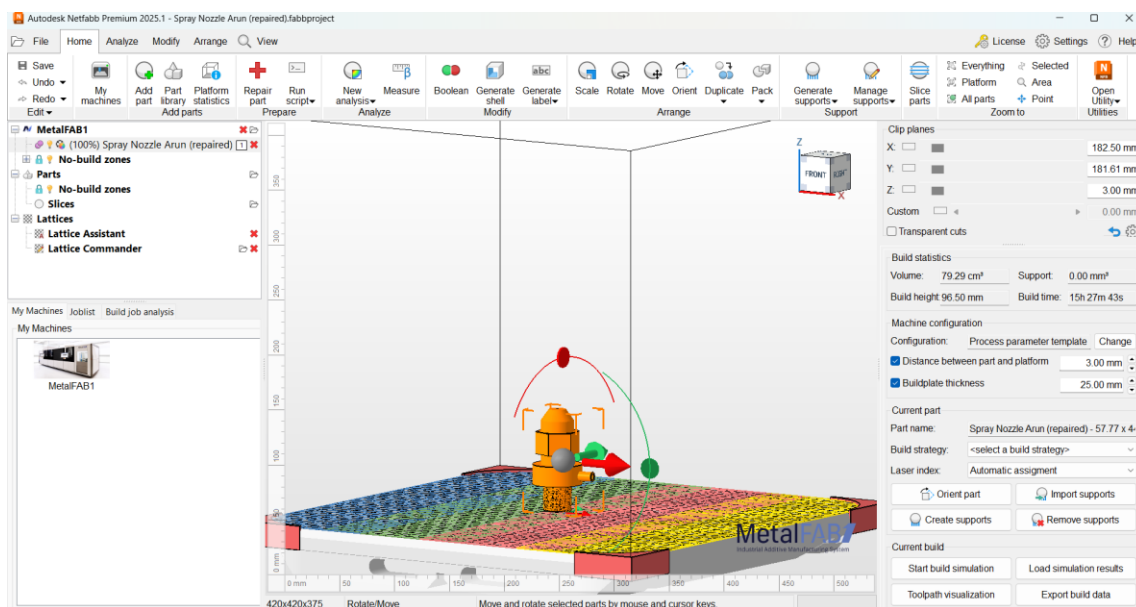 Autodesk Netfabb Premium 2025.1 - Spray Nozzle Arun (repaired).fabbproject
File Home Analyze Modify Arrange View License Settings Help
Save
Undo
Redo
Edit
My machines
Add part
Part library
Platform statistics
Add parts
Repair part
Run script
Prepare
New analysis
Measure
Analyze
Boolean
Generate shell
Generate label
Modify
Scale
Rotate
Move
Orient
Duplicate
Pack
Arrange
Generate supports
Manage supports
Support
Slice parts
Everything
Platform
All parts
Selected
Area
Point
Zoom to
Open Utility
Utilities
MetalFAB1
(100%) Spray Nozzle Arun (repaired) 1
No-build zones
Parts
No-build zones
Slices
Lattices
Lattice Assistant
Lattice Commander
My Machines Joblist Build job analysis
My Machines
MetalFAB1
350
300
250
200
150
100
50
0 mm
Z
FRONT
X
MetalFAB
Industrial Additive Manufacturing System
0 mm 50 100 150 200 250 300 350 400 450 500
420x420x375 Rotate/Move Move and rotate selected parts by mouse and cursor keys.
Clip planes
X: 182.50 mm
Y: 181.61 mm
Z: 3.00 mm
Custom 0.00 mm
Transparent cuts
Build statistics
Volume: 79.29 cm³ Support: 0.00 mm³
Build height 96.50 mm Build time: 15h 27m 43s
Machine configuration
Configuration: Process parameter template Change
Distance between part and platform 3.00 mm
Buildplate thickness 25.00 mm
Current part
Part name: Spray Nozzle Arun (repaired) - 57.77 x 4
Build strategy: <select a build strategy>
Laser index: Automatic assigment
Orient part Import supports
Create supports Remove supports
Current build
Start build simulation Load simulation results
Toolpath visualization Export build data